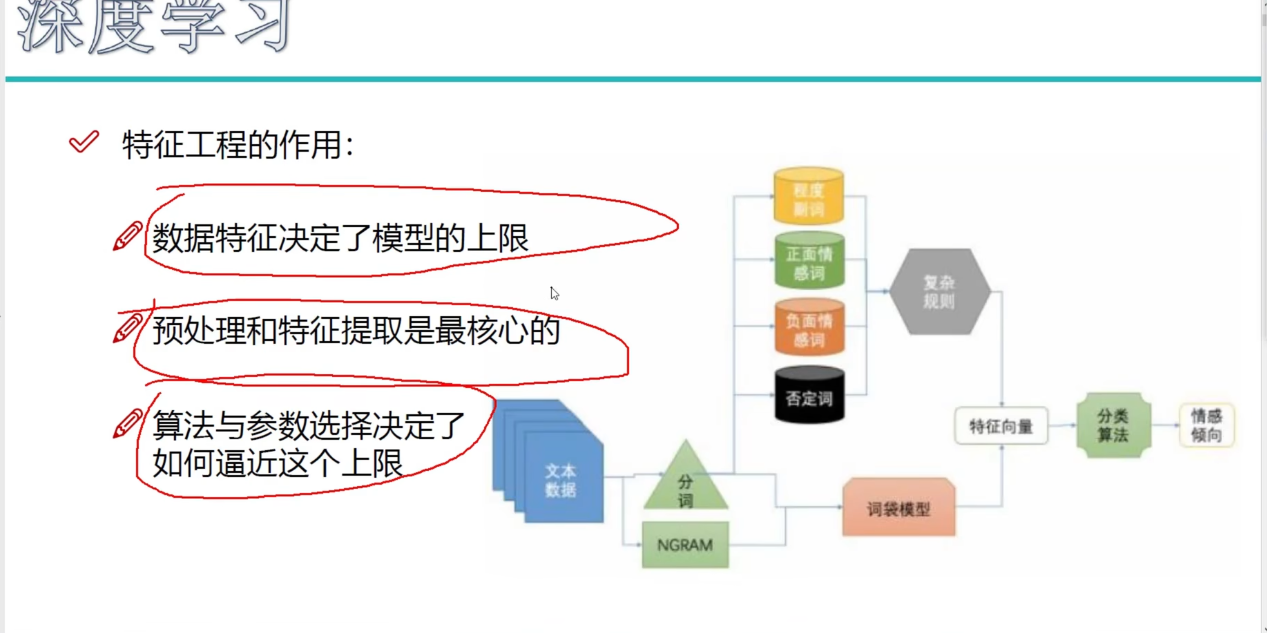 深度学习
特征工程的作用：
数据特征决定了模型的上限
预处理和特征提取是最核心的
算法与参数选择决定了
如何逼近这个上限
程度
副词
正面情
感词
负面情
感词
否定词
复杂
规则
文本
数据
分
词
NGRAM
词袋模型
特征向量
分类
算法
情感
倾向